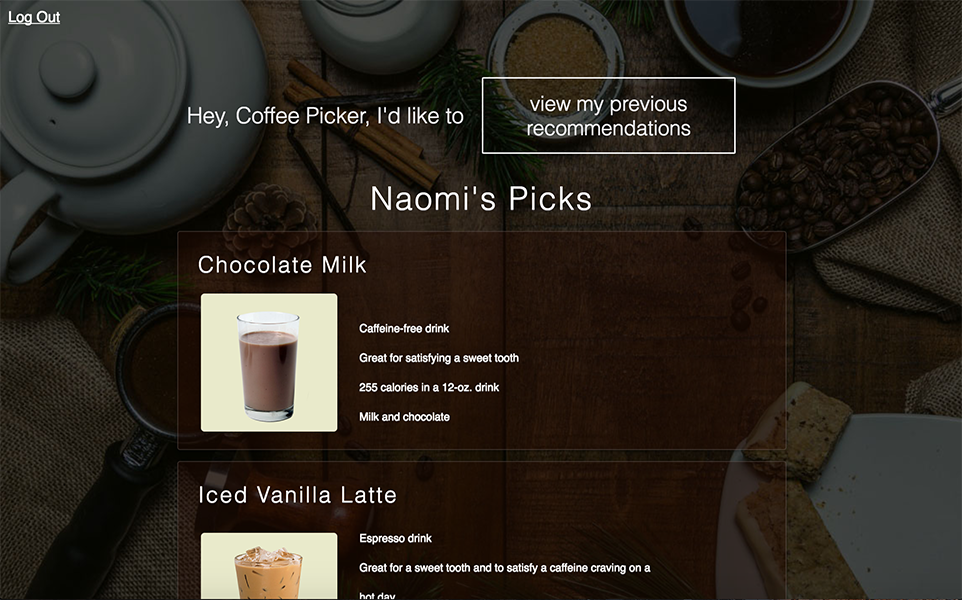 Log Out
Hey, Coffee Picker, I'd like to
view my previous
recommendations
Naomi's Picks
Chocolate Milk
Caffeine-free drink
Great for satisfying a sweet tooth
255 calories in a 12-oz. drink
Milk and chocolate
Iced Vanilla Latte
Espresso drink
Great for a sweet tooth and to satisfy a caffeine craving on a
hot day